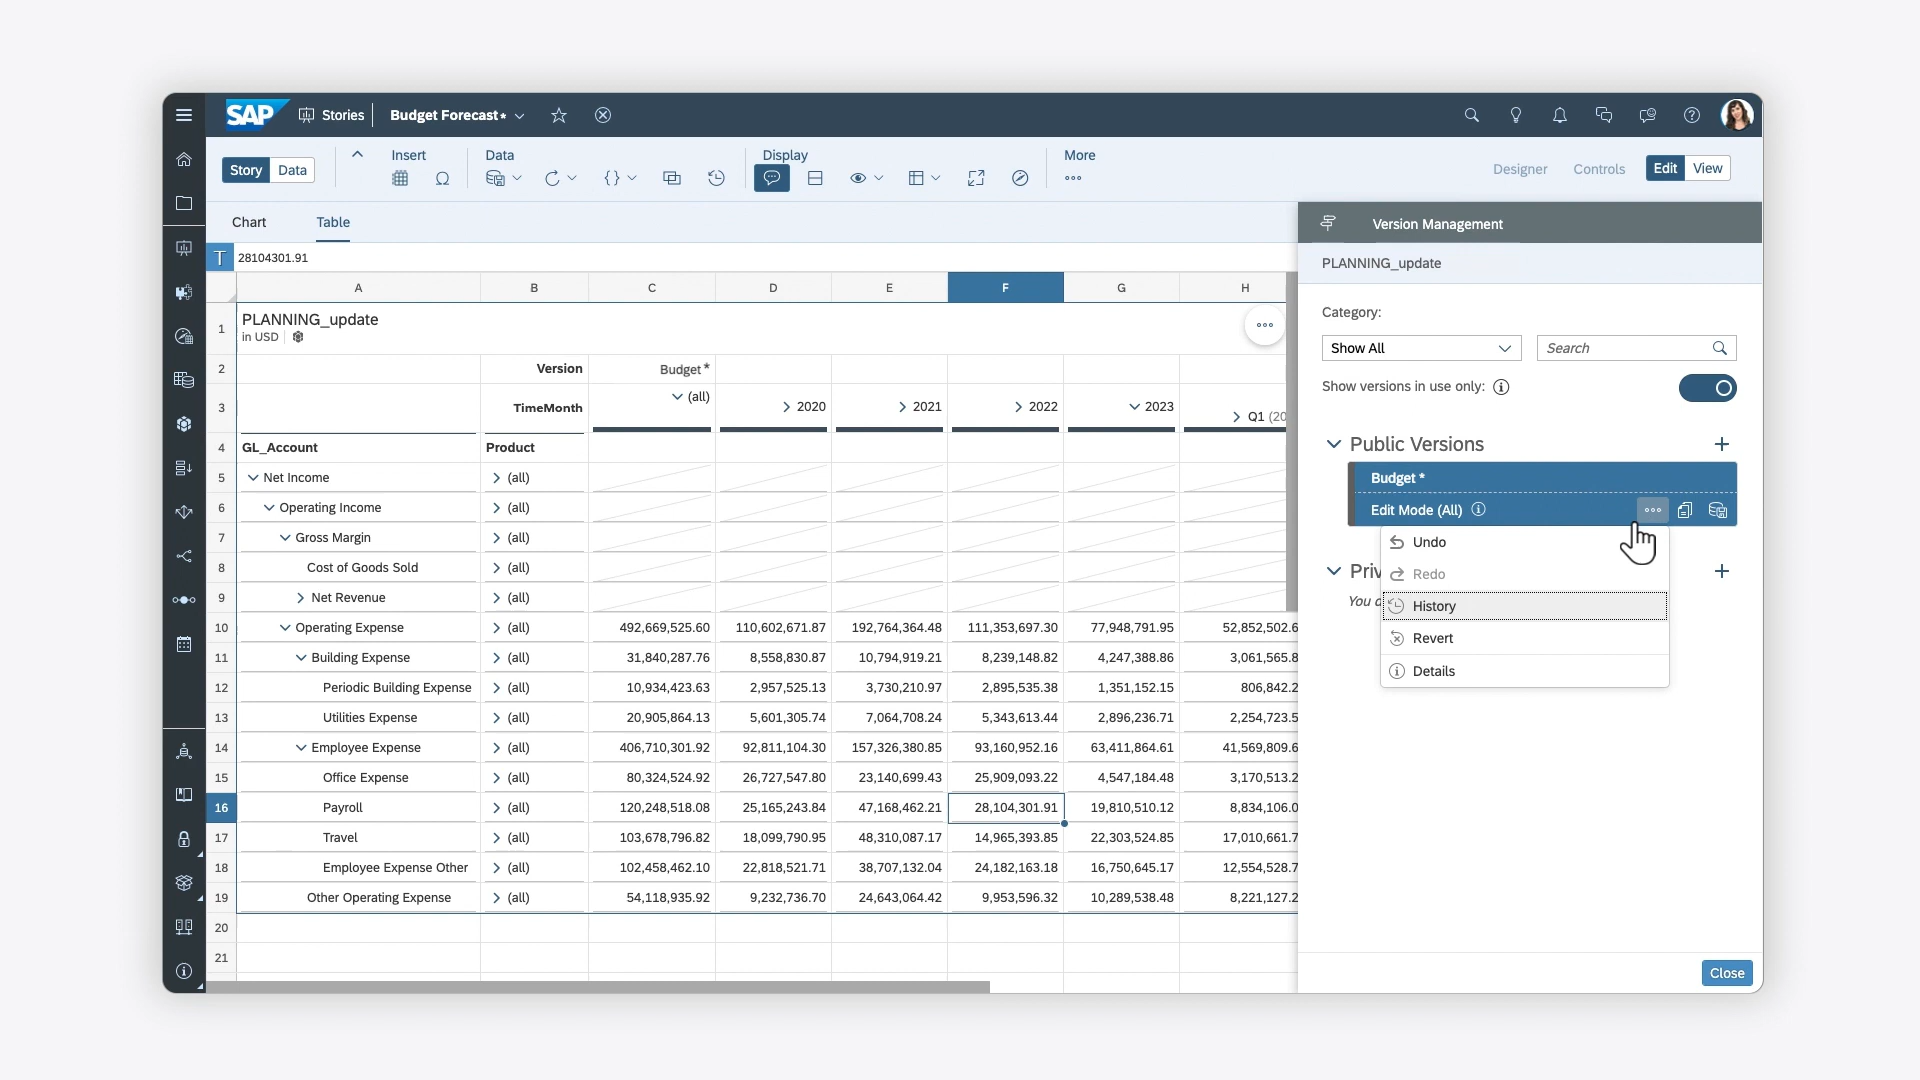 SAP Stories Budget Forecast*
Story Data
Insert
Data
Display
More
Designer Controls Edit View
Chart Table
T 28104301.91
A B C D E F G H
1 PLANNING_update
in USD
2 Version Budget *
3 TimeMonth (all) 2020 2021 2022 2023 Q1 (20
4 GL_Account Product
5 Net Income (all)
6 Operating Income (all)
7 Gross Margin (all)
8 Cost of Goods Sold (all)
9 Net Revenue (all)
10 Operating Expense (all) 492,669,525.60 110,602,671.87 192,764,364.48 111,353,697.30 77,948,791.95 52,852,502.6
11 Building Expense (all) 31,840,287.76 8,558,830.87 10,794,919.21 8,239,148.82 4,247,388.86 3,061,565.8
12 Periodic Building Expense (all) 10,934,423.63 2,957,525.13 3,730,210.97 2,895,535.38 1,351,152.15 806,842.2
13 Utilities Expense (all) 20,905,864.13 5,601,305.74 7,064,708.24 5,343,613.44 2,896,236.71 2,254,723.5
14 Employee Expense (all) 406,710,301.92 92,811,104.30 157,326,380.85 93,160,952.16 63,411,864.61 41,569,809.6
15 Office Expense (all) 80,324,524.92 26,727,547.80 23,140,699.43 25,909,093.22 4,547,184.48 3,170,513.2
16 Payroll (all) 120,248,518.08 25,165,243.84 47,168,462.21 28,104,301.91 19,810,510.12 8,834,106.0
17 Travel (all) 103,678,796.82 18,099,790.95 48,310,087.17 14,965,393.85 22,303,524.85 17,010,661.7
18 Employee Expense Other (all) 102,458,462.10 22,818,521.71 38,707,132.04 24,182,163.18 16,750,645.17 12,554,528.7
19 Other Operating Expense (all) 54,118,935.92 9,232,736.70 24,643,064.42 9,953,596.32 10,289,538.48 8,221,127.2
20
21
Version Management
PLANNING_update
Category:
Show All Search
Show versions in use only:
Public Versions
Budget *
Edit Mode (All)
Undo
Priv
Redo
You
History
Revert
Details
Close